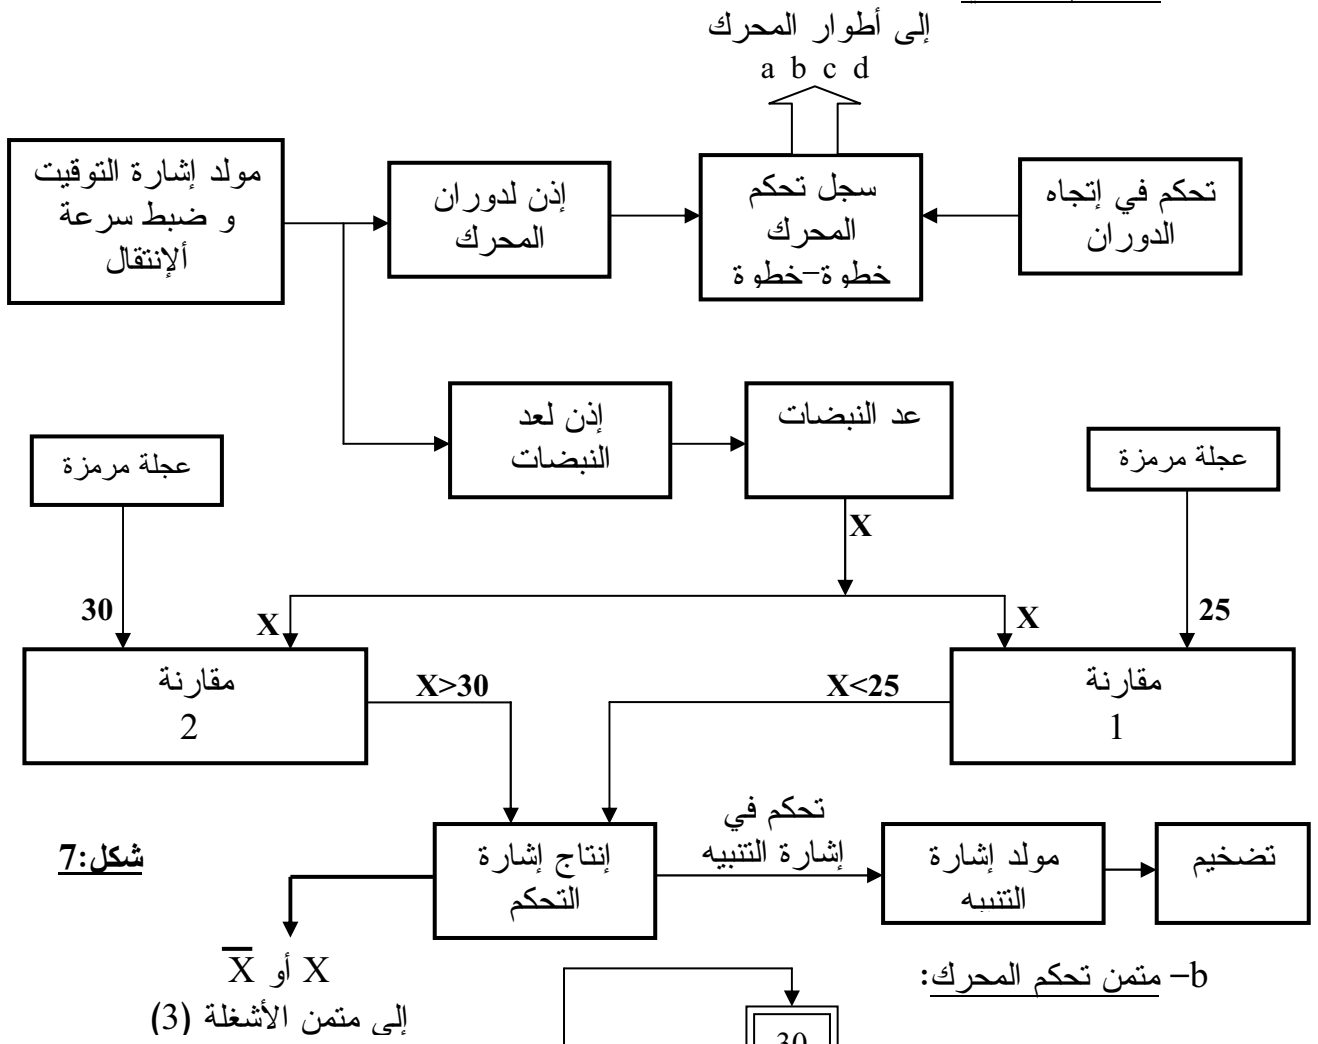 إلى أطوار المحرك
a b c d
مولد إشارة التوقيت
و ضبط سرعة
ألإنتقال
إذن لدوران
المحرك
سجل تحكم
المحرك
خطوة-خطوة
تحكم في إتجاه
الدوران
إذن لعد
النبضات
عد النبضات
عجلة مرمزة
عجلة مرمزة
X
30
X
X
25
مقارنة
2
X>30
X<25
مقارنة
1
شكل:7
إنتاج إشارة
التحكم
تحكم في
إشارة التنبيه
مولد إشارة
التنبيه
تضخيم
X أو X̅
إلى متمن الأشغلة (3)
b- متمن تحكم المحرك:
30